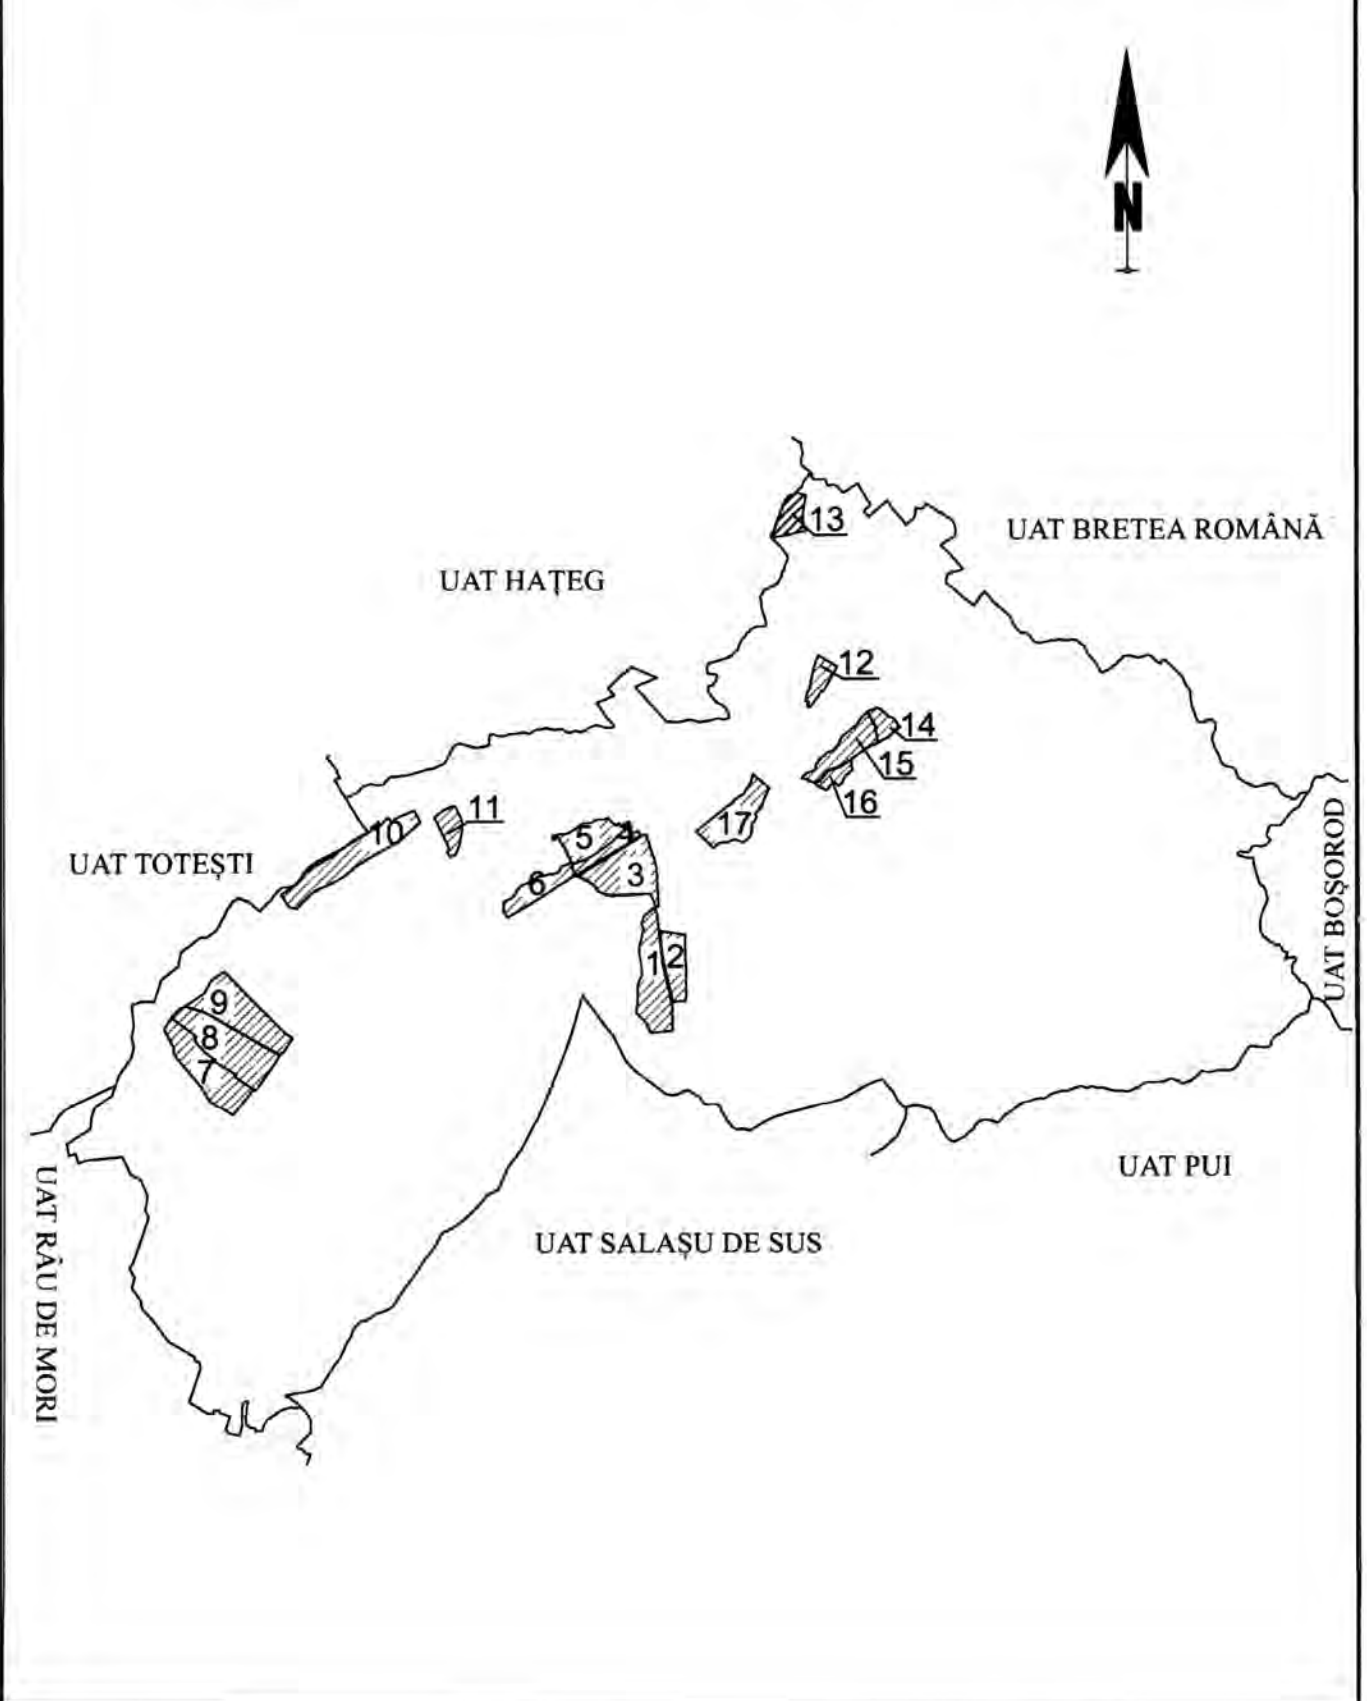 N
13
UAT BRETEA ROMÂNĂ
UAT HAȚEG
12
14
15
16
11
10
17
5
4
UAT TOTEȘTI
3
6
UAT BOȘOROD
1
2
9
8
7
UAT PUI
UAT RÂU DE MORI
UAT SALAȘU DE SUS